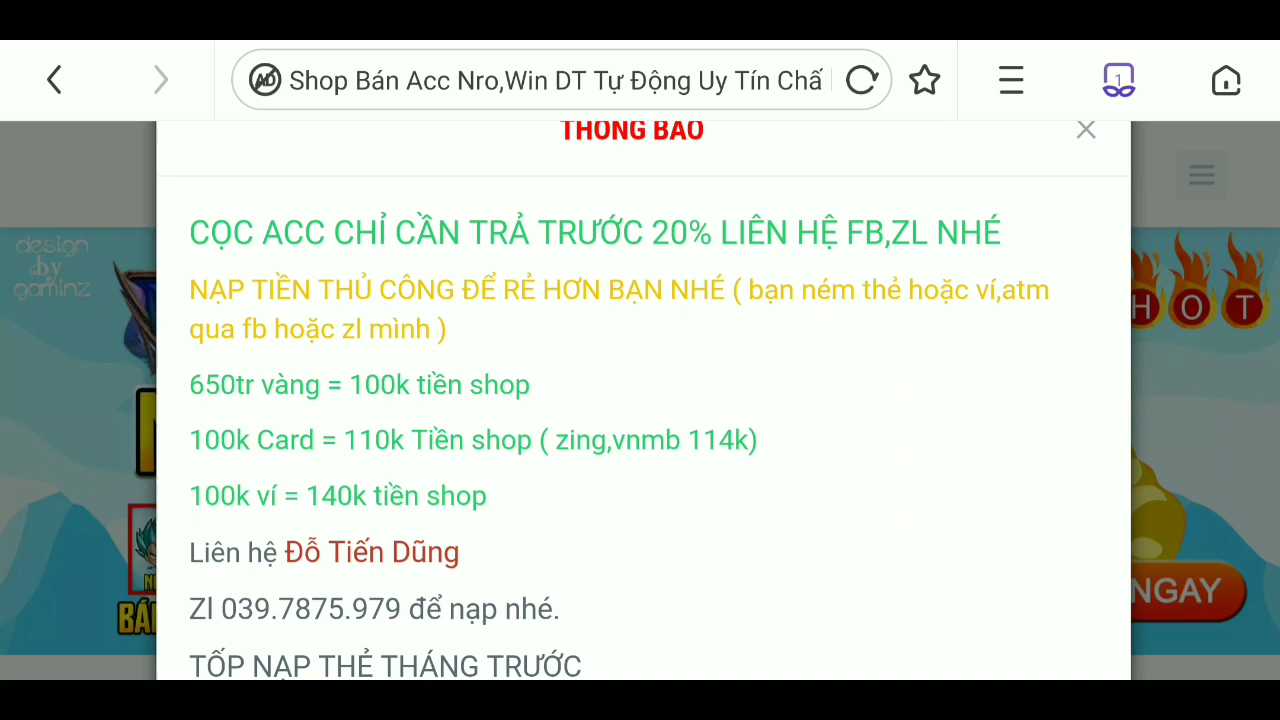 Shop Bán Acc Nro,Win DT Tự Động Uy Tín Chấ
1
THÔNG BÁO
CỌC ACC CHỈ CẦN TRẢ TRƯỚC 20% LIÊN HỆ FB,ZL NHÉ
NẠP TIỀN THỦ CÔNG ĐỂ RẺ HƠN BẠN NHÉ ( bạn ném thẻ hoặc ví,atm
qua fb hoặc zl mình )
650tr vàng = 100k tiền shop
100k Card = 110k Tiền shop ( zing,vnmb 114k)
100k ví = 140k tiền shop
Liên hệ Đỗ Tiến Dũng
Zl 039.7875.979 để nạp nhé.
TỐP NẠP THẺ THÁNG TRƯỚC
design
by
gaminz
HOT
BÁN
NGAY